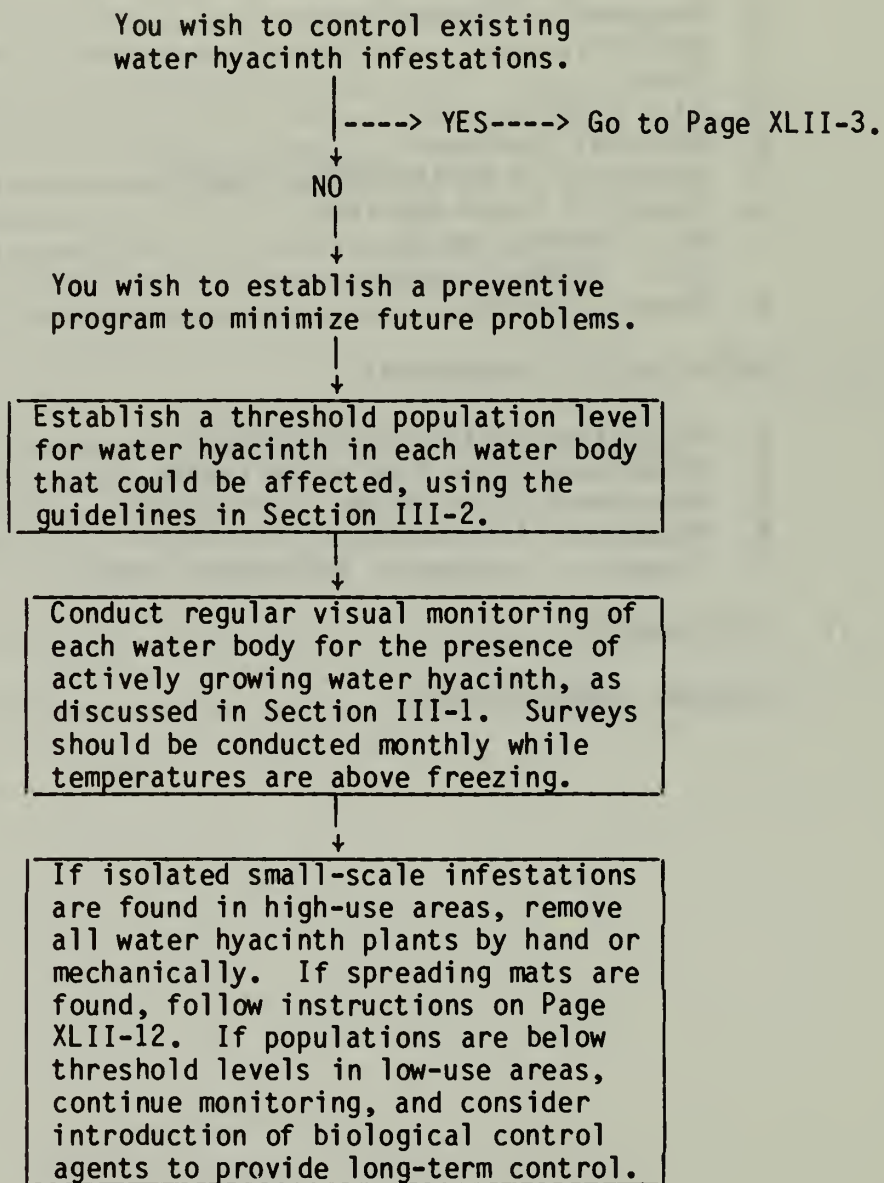 You wish to control existing
water hyacinth infestations.
----> YES----> Go to Page XLII-3.
NO
You wish to establish a preventive
program to minimize future problems.
Establish a threshold population level
for water hyacinth in each water body
that could be affected, using the
guidelines in Section III-2.
Conduct regular visual monitoring of
each water body for the presence of
actively growing water hyacinth, as
discussed in Section III-1. Surveys
should be conducted monthly while
temperatures are above freezing.
If isolated small-scale infestations
are found in high-use areas, remove
all water hyacinth plants by hand or
mechanically. If spreading mats are
found, follow instructions on Page
XLII-12. If populations are below
threshold levels in low-use areas,
continue monitoring, and consider
introduction of biological control
agents to provide long-term control.